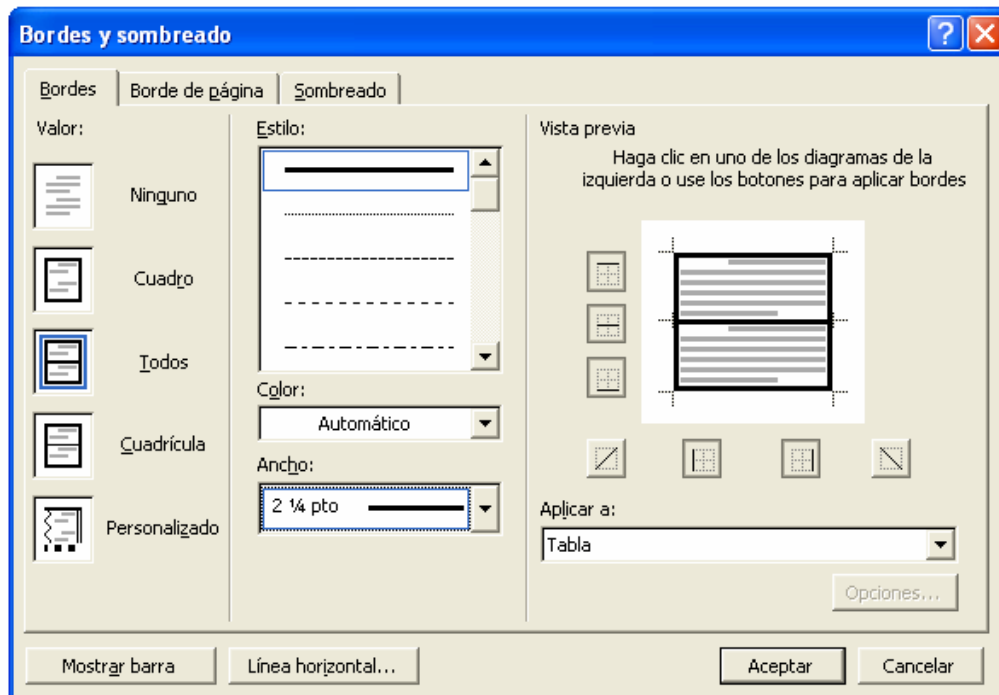 Bordes y sombreado
Bordes
Borde de página
Sombreado
Valor:
Ninguno
Cuadro
Todos
Cuadrícula
Personalizado
Estilo:
Color:
Automático
Ancho:
2 ¼ pto
Vista previa
Haga clic en uno de los diagramas de la
izquierda o use los botones para aplicar bordes
Aplicar a:
Tabla
Opciones...
Mostrar barra
Línea horizontal...
Aceptar
Cancelar